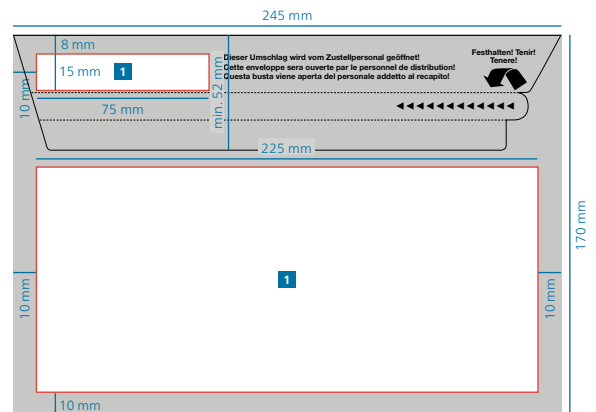 245 mm
8 mm
Dieser Umschlag wird vom Zustellpersonal geöffnet!
Cette enveloppe sera ouverte par le personnel de distribution!
Questa busta viene aperta del personale addetto al recapito!
Festhalten! Tenir!
Tenere!
15 mm 1
10 mm
75 mm
min. 52 mm
225 mm
170 mm
1
10 mm
10 mm
10 mm